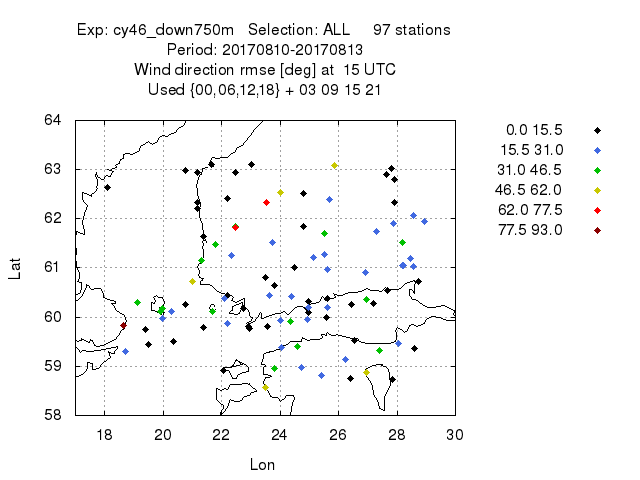 Exp: cy46_down750m   Selection: ALL     97 stations
Period: 20170810-20170813
Wind direction rmse [deg] at  15 UTC
Used {00,06,12,18} + 03 09 15 21
64
63
62
61
60
59
58
Lat
18 20 22 24 26 28 30
Lon
0.0 15.5
15.5 31.0
31.0 46.5
46.5 62.0
62.0 77.5
77.5 93.0